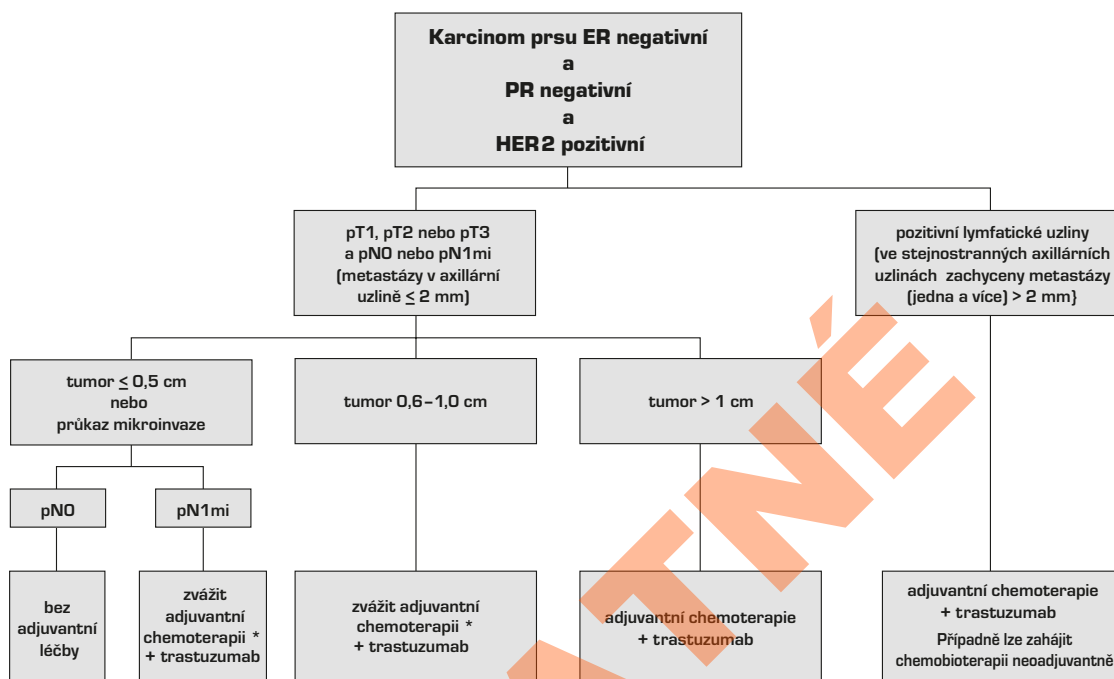 Karcinom prsu ER negativní
a
PR negativní
a
HER2 pozitivní
pT1, pT2 nebo pT3
a pN0 nebo pN1mi
(metastázy v axillární
uzlině ≤ 2 mm)
pozitivní lymfatické uzliny
(ve stejnostranných axillárních
uzlinách zachyceny metastázy
(jedna a více) > 2 mm}
tumor ≤ 0,5 cm
nebo
průkaz mikroinvaze
tumor 0,6–1,0 cm
tumor > 1 cm
pN0
pN1mi
bez
adjuvantní
léčby
zvážit
adjuvantní
chemoterapii *
+ trastuzumab
zvážit adjuvantní
chemoterapii *
+ trastuzumab
adjuvantní chemoterapie
+ trastuzumab
adjuvantní chemoterapie
+ trastuzumab
Případně lze zahájit
chemobioterapii neoadjuvantně
TNÉ